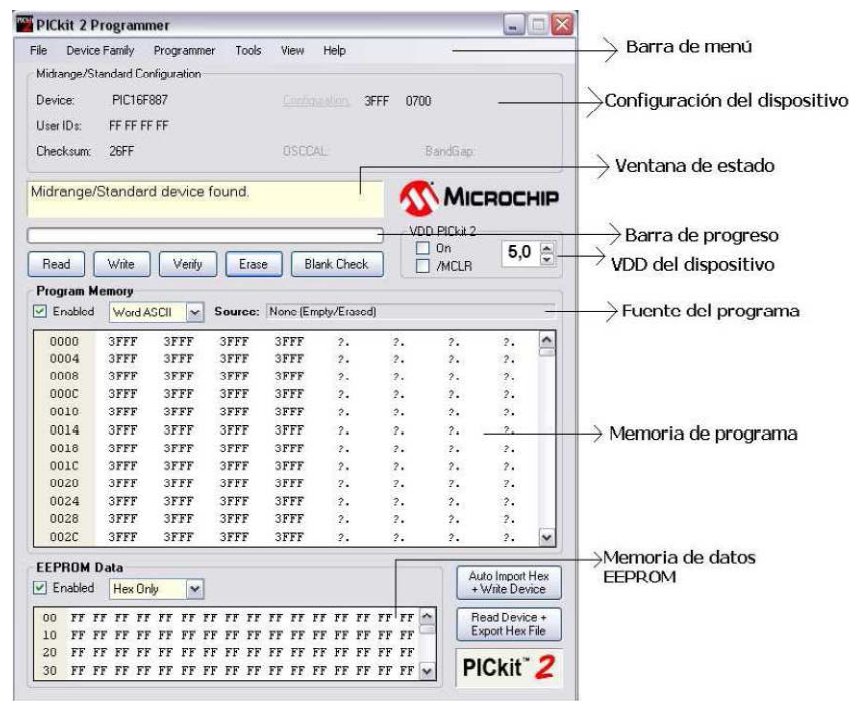 PICkit 2 Programmer
File Device Family Programmer Tools View Help
Barra de menú
Midrange/Standard Configuration
Device: PIC16F887 Configuration: 3FFF 0700
Configuración del dispositivo
User IDs: FF FF FF FF
Checksum: 26FF OSCCAL: BandGap:
Ventana de estado
Midrange/Standard device found.
MICROCHIP
Barra de progreso
VDD PICkit 2
On
/MCLR
5,0
VDD del dispositivo
Read Write Verify Erase Blank Check
Program Memory
Enabled Word ASCII Source: None (Empty/Erased)
Fuente del programa
0000 3FFF 3FFF 3FFF 3FFF ?. ?. ?. ?.
0004 3FFF 3FFF 3FFF 3FFF ?. ?. ?. ?.
0008 3FFF 3FFF 3FFF 3FFF ?. ?. ?. ?.
000C 3FFF 3FFF 3FFF 3FFF ?. ?. ?. ?.
0010 3FFF 3FFF 3FFF 3FFF ?. ?. ?. ?.
0014 3FFF 3FFF 3FFF 3FFF ?. ?. ?. ?.
0018 3FFF 3FFF 3FFF 3FFF ?. ?. ?. ?.
001C 3FFF 3FFF 3FFF 3FFF ?. ?. ?. ?.
0020 3FFF 3FFF 3FFF 3FFF ?. ?. ?. ?.
0024 3FFF 3FFF 3FFF 3FFF ?. ?. ?. ?.
0028 3FFF 3FFF 3FFF 3FFF ?. ?. ?. ?.
002C 3FFF 3FFF 3FFF 3FFF ?. ?. ?. ?.
Memoria de programa
EEPROM Data
Enabled Hex Only
Memoria de datos
EEPROM
00 FF FF FF FF FF FF FF FF FF FF FF FF FF FF FF FF
10 FF FF FF FF FF FF FF FF FF FF FF FF FF FF FF FF
20 FF FF FF FF FF FF FF FF FF FF FF FF FF FF FF FF
30 FF FF FF FF FF FF FF FF FF FF FF FF FF FF FF FF
Auto Import Hex
+ Write Device
Read Device +
Export Hex File
PICkit™ 2